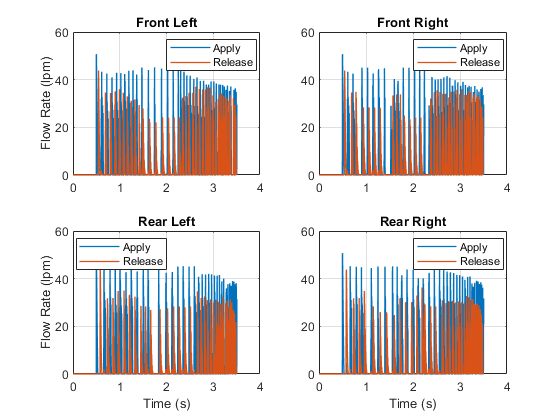 Front Left
Front Right
60
40
20
0
Flow Rate (lpm)
Apply
Release
0 1 2 3 4
60
40
20
0
Apply
Release
0 1 2 3 4
Rear Left
Rear Right
60
40
20
0
Flow Rate (lpm)
Apply
Release
0 1 2 3 4
Time (s)
60
40
20
0
Apply
Release
0 1 2 3 4
Time (s)